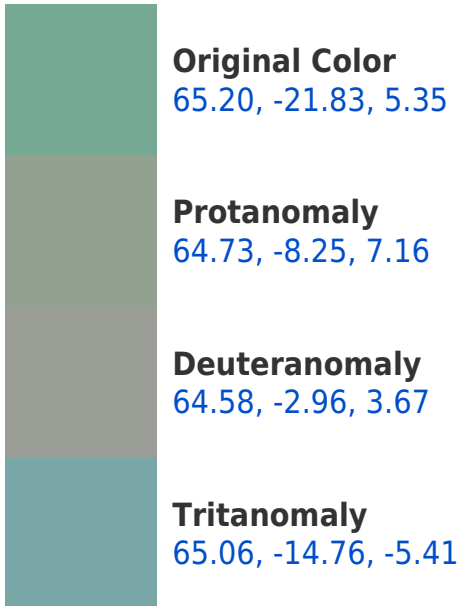 Original Color
65.20, -21.83, 5.35
Protanomaly
64.73, -8.25, 7.16
Deuteranomaly
64.58, -2.96, 3.67
Tritanomaly
65.06, -14.76, -5.41